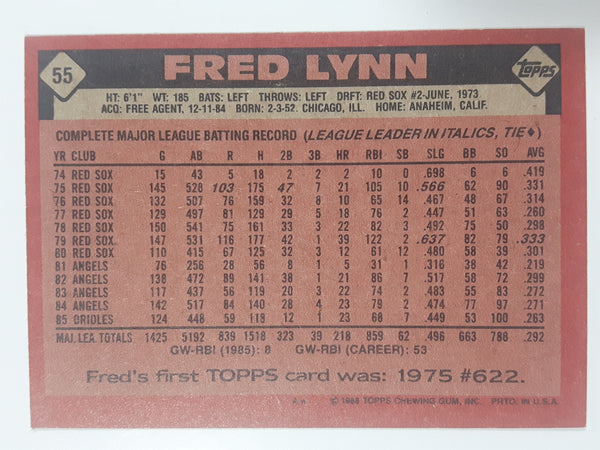 55
FRED LYNN
Topps
HT: 6'1" WT: 185 BATS: LEFT THROWS: LEFT DRFT: RED SOX #2-JUNE, 1973
ACQ: FREE AGENT, 12-11-84 BORN: 2-3-52, CHICAGO, ILL. HOME: ANAHEIM, CALIF.
COMPLETE MAJOR LEAGUE BATTING RECORD (LEAGUE LEADER IN ITALICS, TIE♦)
YR CLUB G AB R H 2B 3B HR RBI SB SLG BB SO AVG
74 RED SOX 15 43 5 18 2 2 2 10 0 .698 6 6 .419
75 RED SOX 145 528 103 175 47 7 21 105 10 .566 62 90 .331
76 RED SOX 132 507 76 159 32 8 10 65 14 .467 48 67 .314
77 RED SOX 129 497 81 129 29 5 18 76 2 .447 51 63 .260
78 RED SOX 150 541 75 161 33 3 22 82 3 .492 75 50 .298
79 RED SOX 147 531 116 177 42 1 39 122 2 .637 82 79 .333
80 RED SOX 110 415 67 125 32 3 12 61 12 .480 58 39 .301
81 ANGELS 76 256 28 56 8 1 5 31 1 .316 38 42 .219
82 ANGELS 138 472 89 141 38 1 21 86 7 .517 58 72 .299
83 ANGELS 117 437 56 119 20 3 22 74 2 .483 55 83 .272
84 ANGELS 142 517 84 140 28 4 23 79 2 .474 77 97 .271
85 ORIOLES 124 448 59 118 12 1 23 68 7 .449 53 100 .263
MAJ. LEA. TOTALS 1425 5192 839 1518 323 39 218 859 62 .496 663 788 .292
GW-RBI (1985): 8 GW-RBI (CAREER): 53
Fred's first TOPPS card was: 1975 #622.
© 1986 TOPPS CHEWING GUM, INC. PRTD. IN U.S.A.